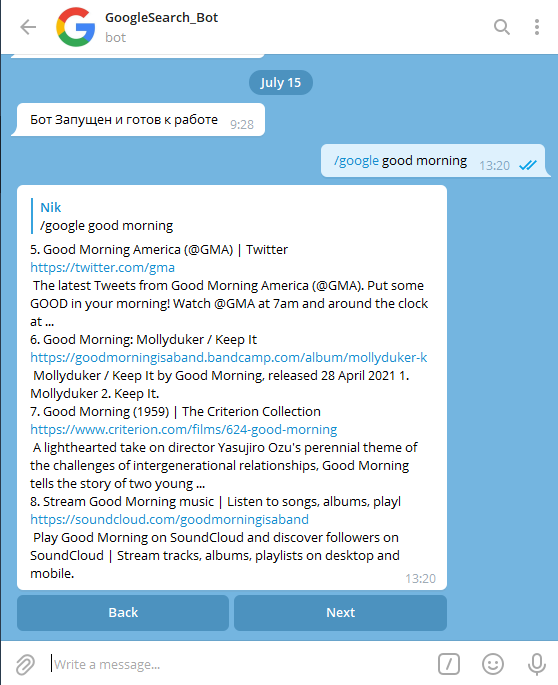 GoogleSearch_Bot
bot
July 15
Бот Запущен и готов к работе 9:28
/google good morning 13:20
Nik
/google good morning
5. Good Morning America (@GMA) | Twitter
https://twitter.com/gma
The latest Tweets from Good Morning America (@GMA). Put some
GOOD in your morning! Watch @GMA at 7am and around the clock
at ...
6. Good Morning: Mollyduker / Keep It
https://goodmorningisaband.bandcamp.com/album/mollyduker-k
Mollyduker / Keep It by Good Morning, released 28 April 2021 1.
Mollyduker 2. Keep It.
7. Good Morning (1959) | The Criterion Collection
https://www.criterion.com/films/624-good-morning
A lighthearted take on director Yasujiro Ozu's perennial theme of
the challenges of intergenerational relationships, Good Morning
tells the story of two young ...
8. Stream Good Morning music | Listen to songs, albums, playl
https://soundcloud.com/goodmorningisaband
Play Good Morning on SoundCloud and discover followers on
SoundCloud | Stream tracks, albums, playlists on desktop and
mobile. 13:20
Back Next
Write a message...